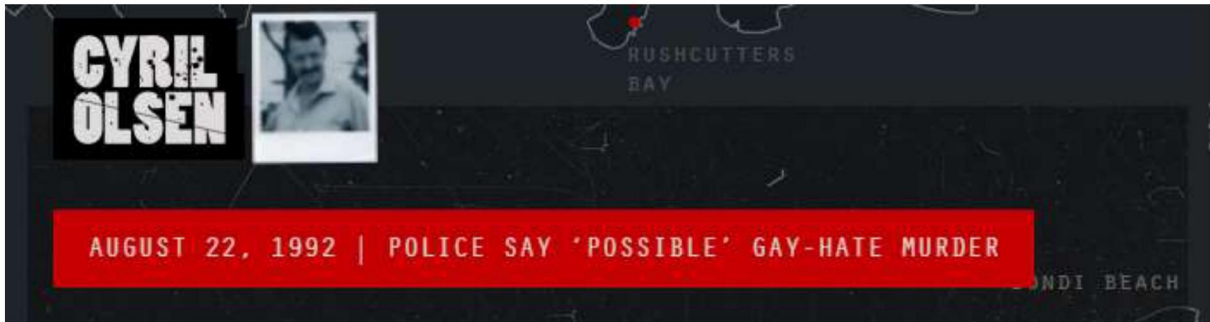 CYRIL
OLSEN
RUSHCUTTERS
BAY
AUGUST 22, 1992 | POLICE SAY ‘POSSIBLE’ GAY-HATE MURDER
ONDI BEACH